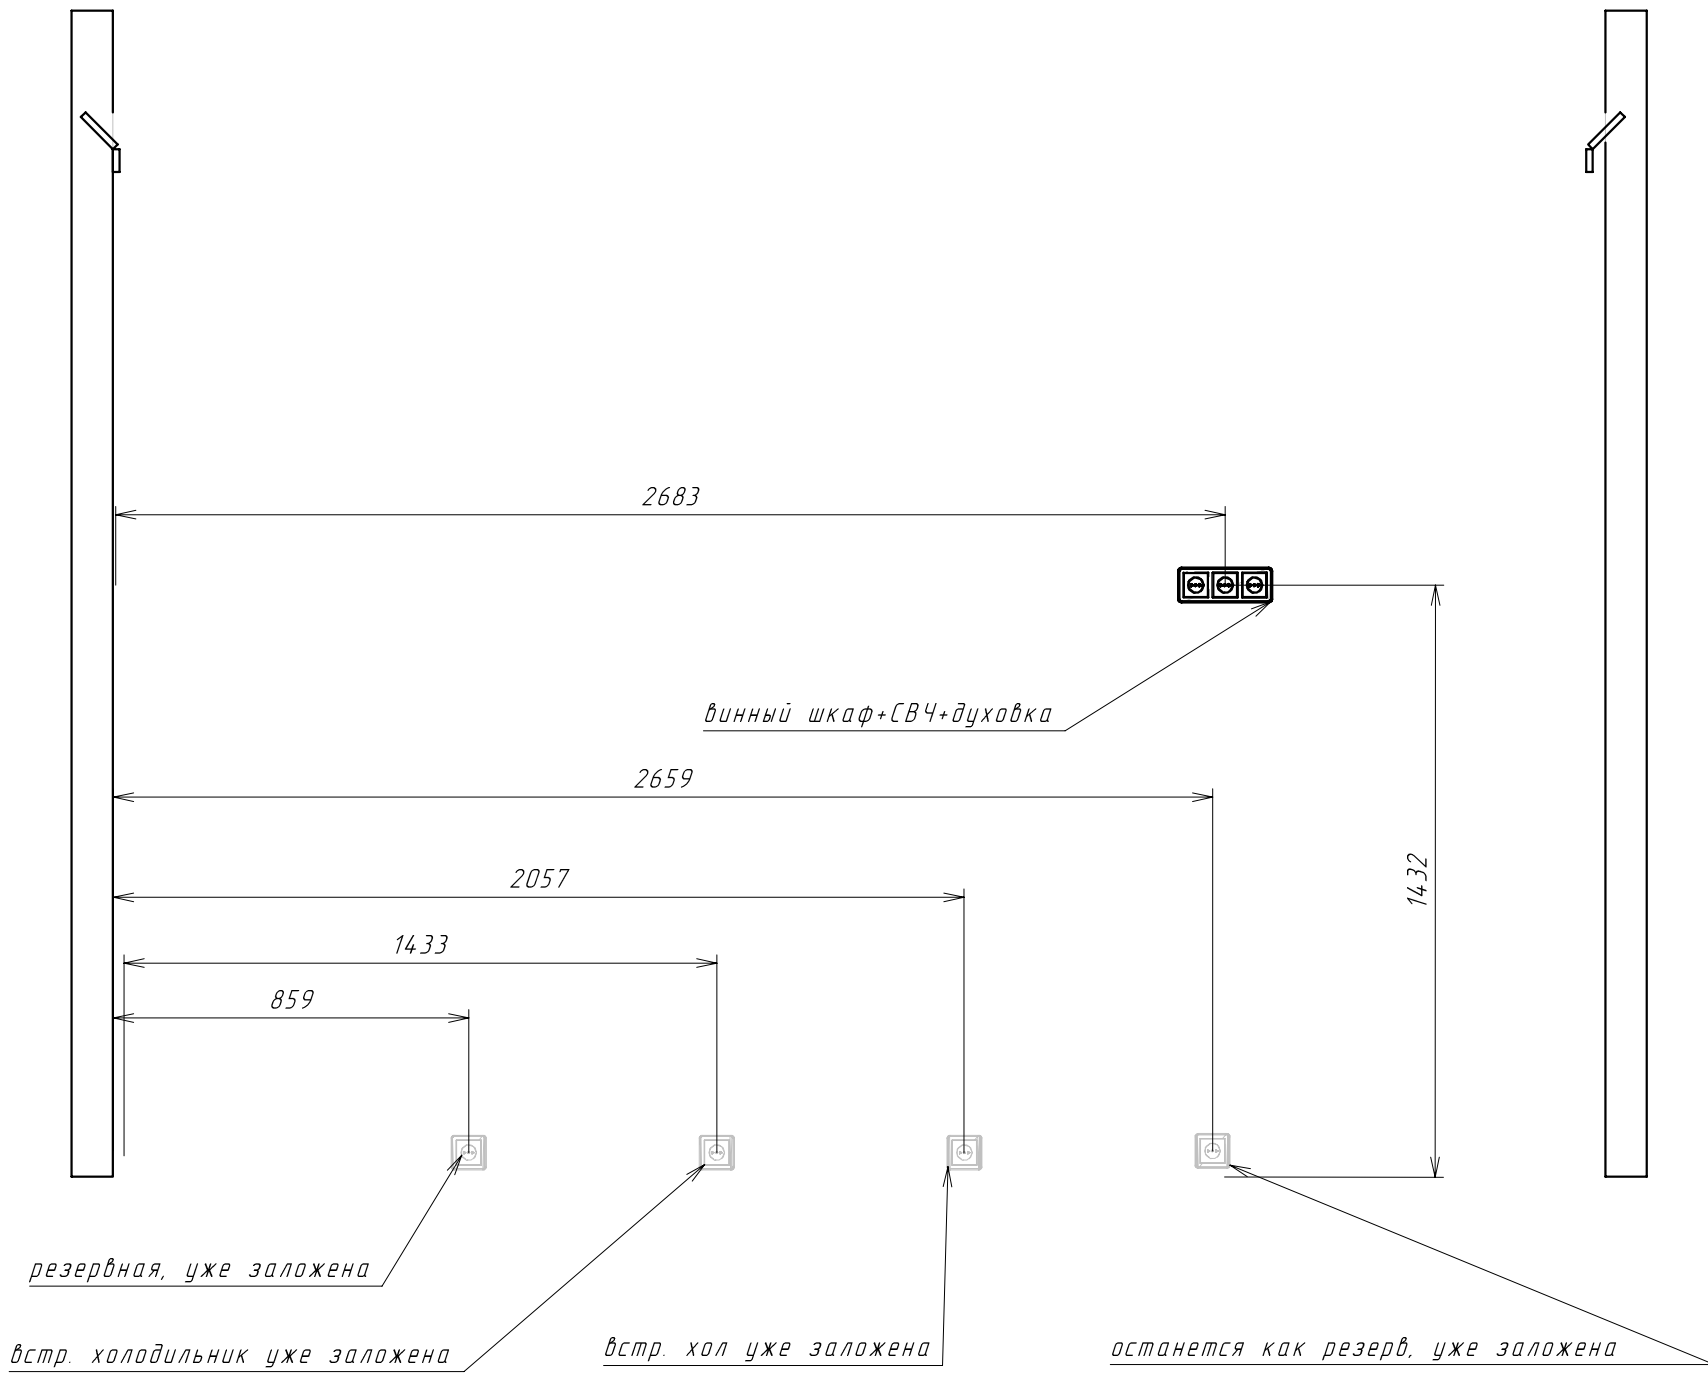 2683
винный шкаф+СВЧ+духовка
2659
1432
2057
1433
859
резервная, уже заложена
встр. холодильник уже заложена
встр. хол уже заложена
останется как резерв, уже заложена